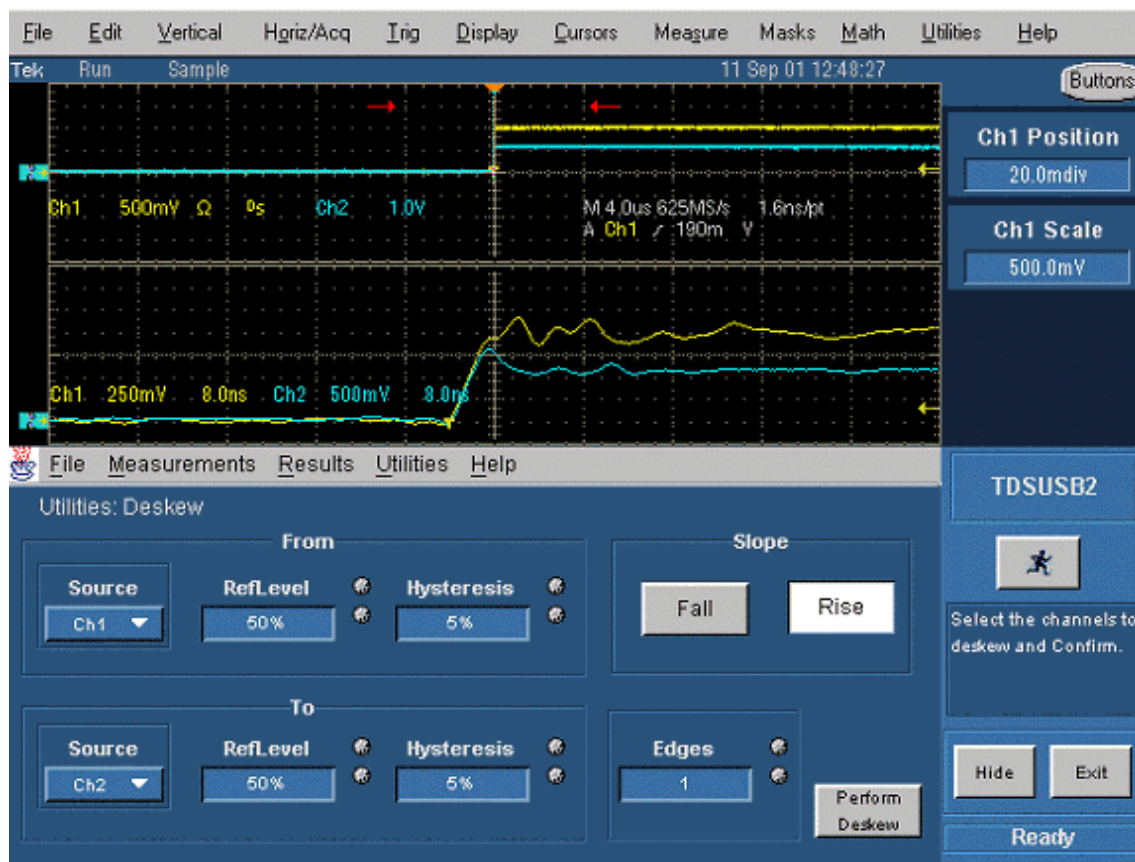 File Edit Vertical Horiz/Acq Trig Display Cursors Measure Masks Math Utilities Help
Tek Run Sample 11 Sep 01 12:48:27
Buttons
Ch1 Position
20.0mdiv
Ch1 500mV Ω 0s Ch2 1.0V M 4.0us 625MS/s 1.6ns/pt
A Ch1 190m V
Ch1 Scale
500.0mV
Ch1 250mV 8.0ns Ch2 500mV 8.0ns
File Measurements Results Utilities Help
TDSUSB2
Utilities: Deskew
From
Source RefLevel Hysteresis
Ch1 50% 5%
Slope
Fall Rise
Select the channels to
deskew and Confirm.
To
Source RefLevel Hysteresis
Ch2 50% 5%
Edges
1
Perform
Deskew
Hide Exit
Ready